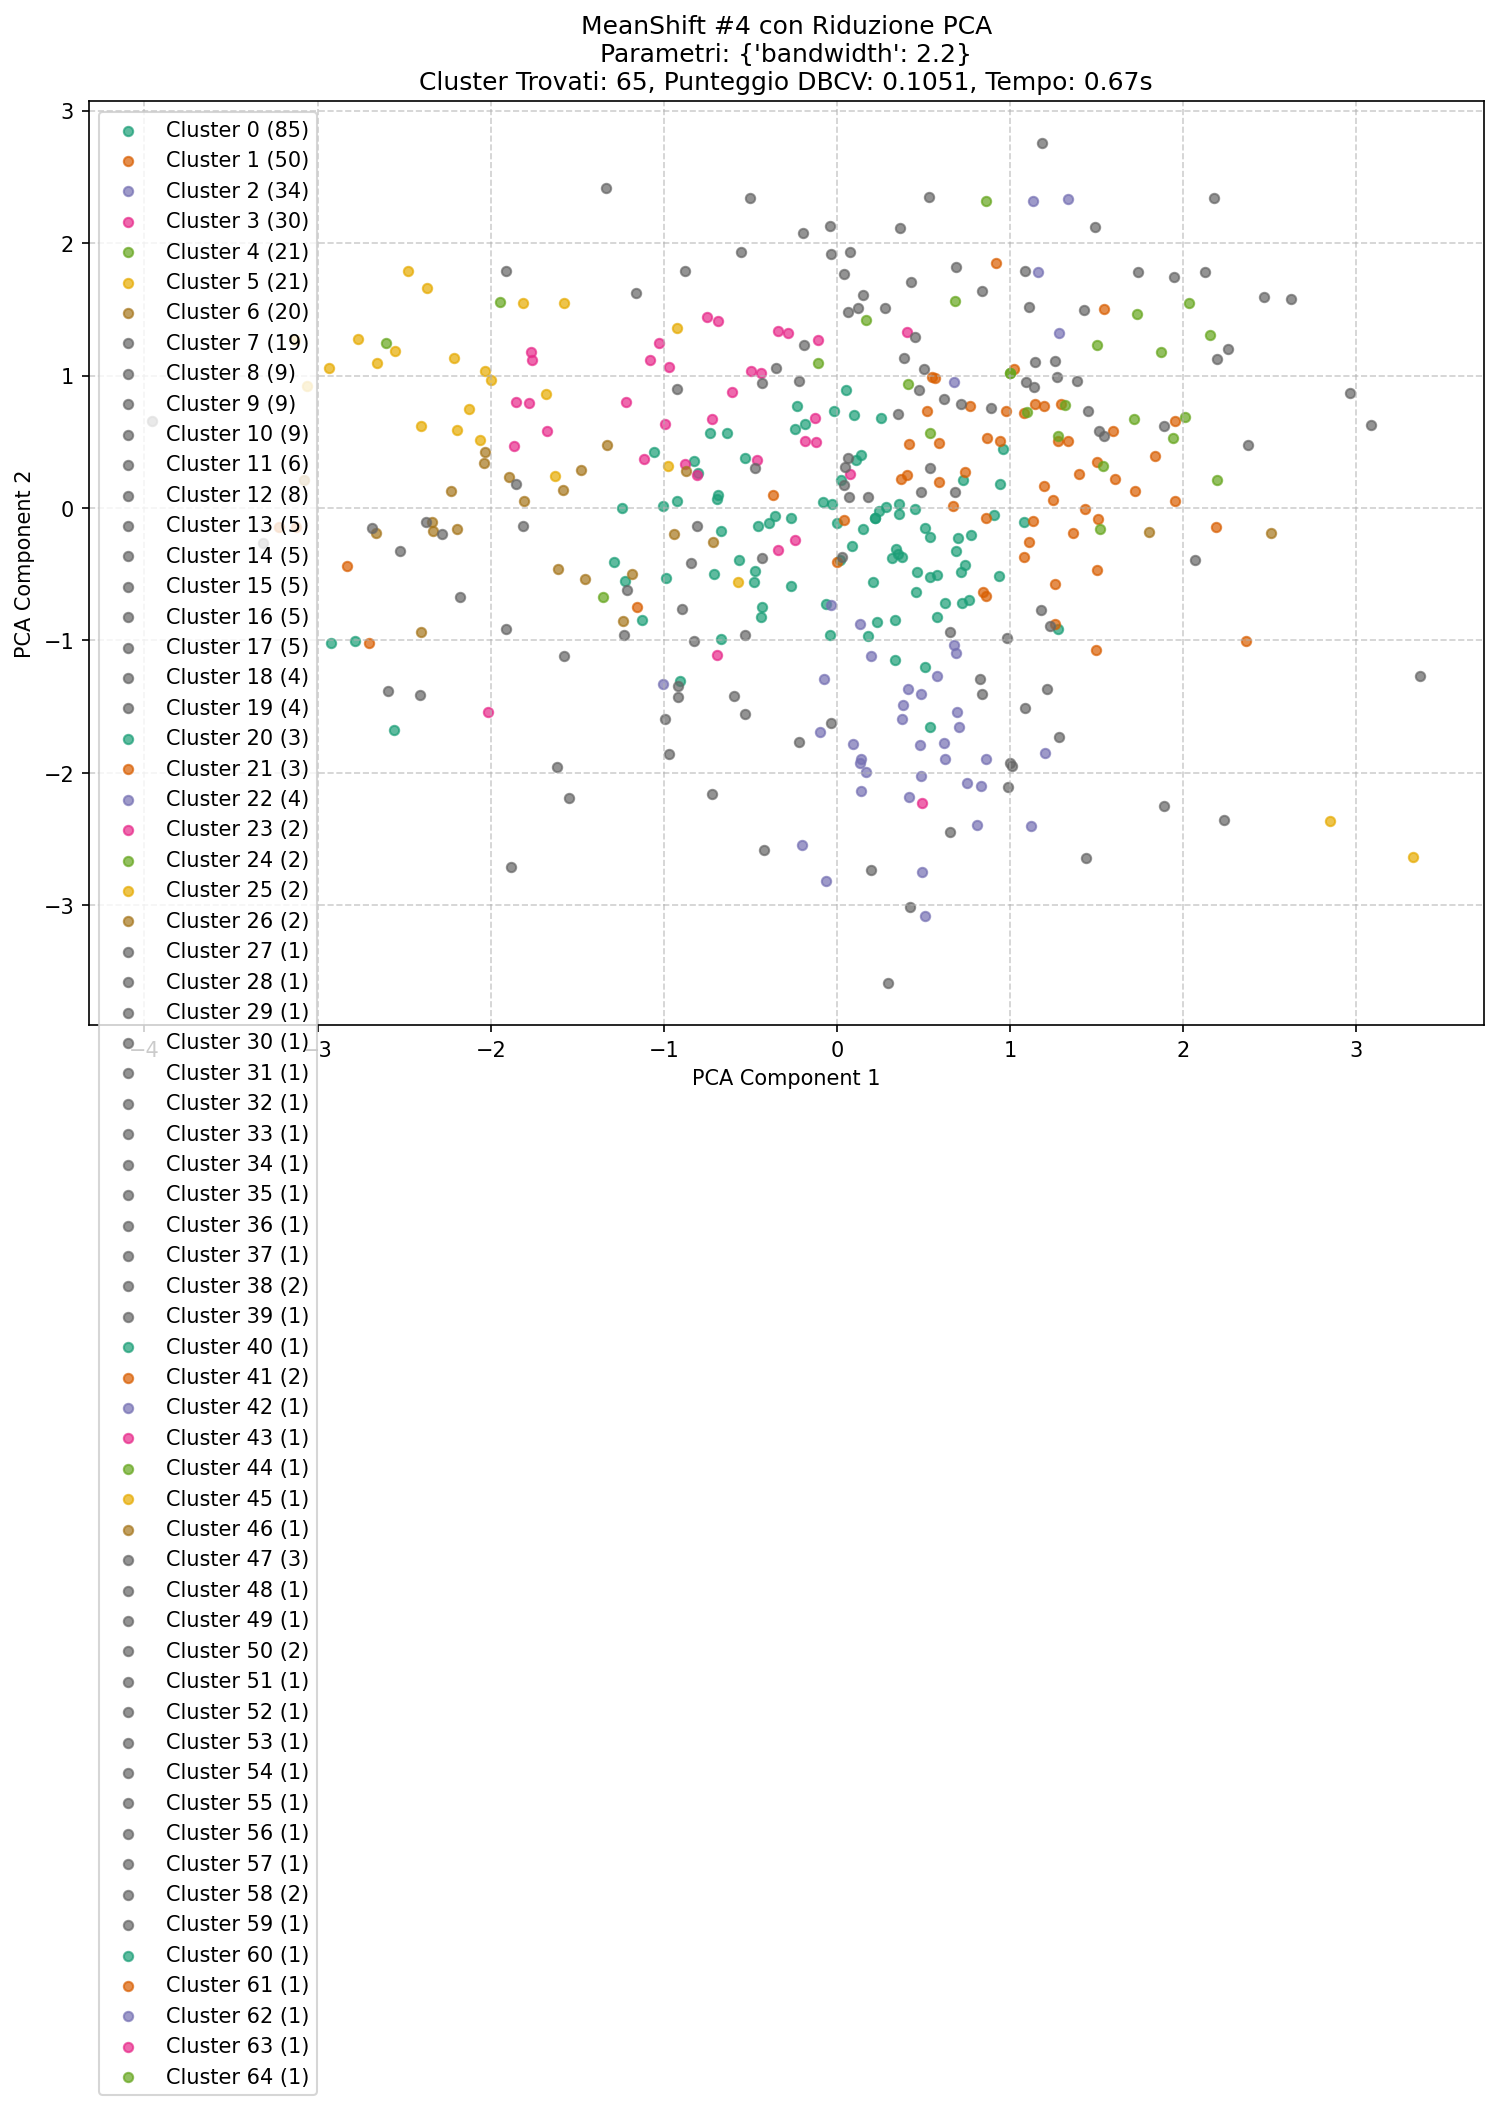 MeanShift #4 con Riduzione PCA
Parametri: {'bandwidth': 2.2}
Cluster Trovati: 65, Punteggio DBCV: 0.1051, Tempo: 0.67s
3
2
1
0
−1
−2
−3
PCA Component 2
Cluster 0 (85)
Cluster 1 (50)
Cluster 2 (34)
Cluster 3 (30)
Cluster 4 (21)
Cluster 5 (21)
Cluster 6 (20)
Cluster 7 (19)
Cluster 8 (9)
Cluster 9 (9)
Cluster 10 (9)
Cluster 11 (6)
Cluster 12 (8)
Cluster 13 (5)
Cluster 14 (5)
Cluster 15 (5)
Cluster 16 (5)
Cluster 17 (5)
Cluster 18 (4)
Cluster 19 (4)
Cluster 20 (3)
Cluster 21 (3)
Cluster 22 (4)
Cluster 23 (2)
Cluster 24 (2)
Cluster 25 (2)
Cluster 26 (2)
Cluster 27 (1)
Cluster 28 (1)
Cluster 29 (1)
Cluster 30 (1)
Cluster 31 (1)
Cluster 32 (1)
Cluster 33 (1)
Cluster 34 (1)
Cluster 35 (1)
Cluster 36 (1)
Cluster 37 (1)
Cluster 38 (2)
Cluster 39 (1)
Cluster 40 (1)
Cluster 41 (2)
Cluster 42 (1)
Cluster 43 (1)
Cluster 44 (1)
Cluster 45 (1)
Cluster 46 (1)
Cluster 47 (3)
Cluster 48 (1)
Cluster 49 (1)
Cluster 50 (2)
Cluster 51 (1)
Cluster 52 (1)
Cluster 53 (1)
Cluster 54 (1)
Cluster 55 (1)
Cluster 56 (1)
Cluster 57 (1)
Cluster 58 (2)
Cluster 59 (1)
Cluster 60 (1)
Cluster 61 (1)
Cluster 62 (1)
Cluster 63 (1)
Cluster 64 (1)
−4 −3 −2 −1 0 1 2 3
PCA Component 1